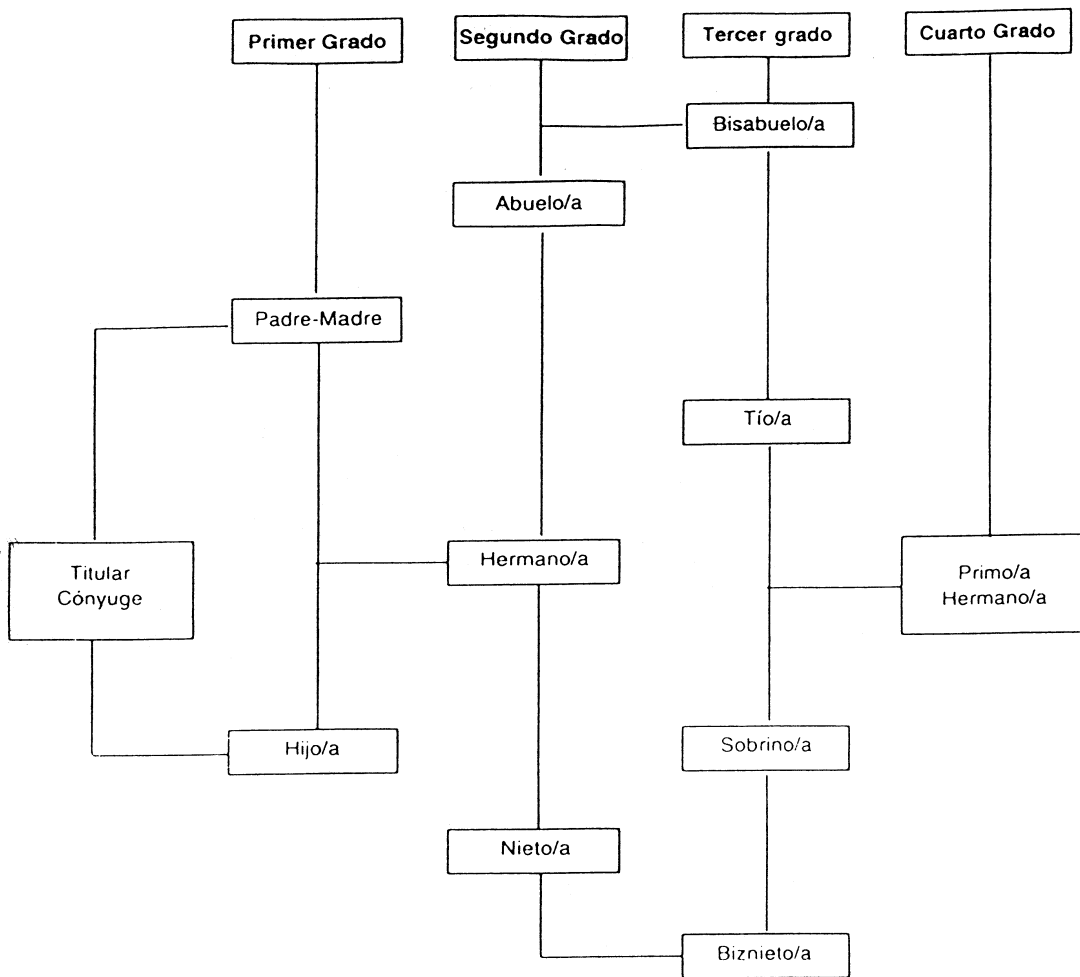 Primer Grado
Segundo Grado
Tercer grado
Cuarto Grado
Bisabuelo/a
Abuelo/a
Padre-Madre
Tío/a
Titular
Cónyuge
Hermano/a
Primo/a
Hermano/a
Hijo/a
Sobrino/a
Nieto/a
Biznieto/a